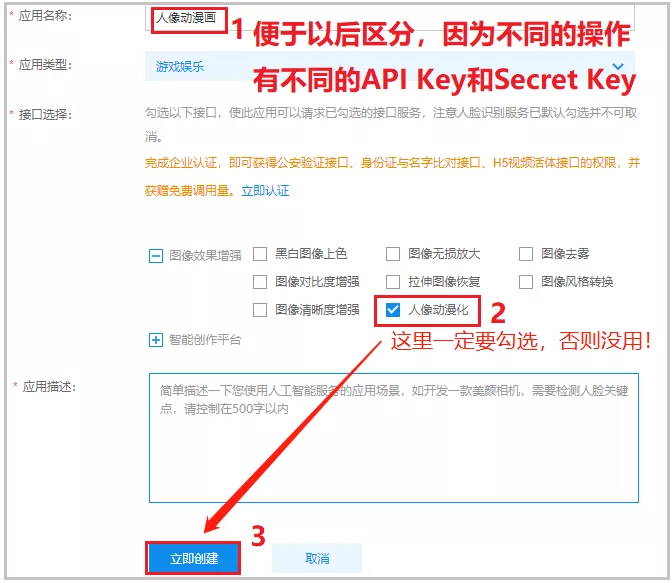 * 应用名称：
人像动漫画
1
便于以后区分，因为不同的操作
* 应用类型：
游戏娱乐
有不同的API Key和Secret Key
* 接口选择：
勾选以下接口，使此应用可以请求已勾选的接口服务，注意人脸识别服务已默认勾选并不可取
消。
完成企业认证，即可获得公安验证接口、身份证与名字比对接口、H5视频活体接口的权限，并
获赠免费调用量。立即认证
图像效果增强 黑白图像上色 图像无损放大 图像去雾
图像对比度增强 拉伸图像恢复 图像风格转换
图像清晰度增强 人像动漫化 2
智能创作平台
这里一定要勾选，否则没用！
* 应用描述：
简单描述一下您使用人工智能服务的应用场景，如开发一款美颜相机，需要检测人脸关键
点，请控制在500字以内
3
立即创建 取消